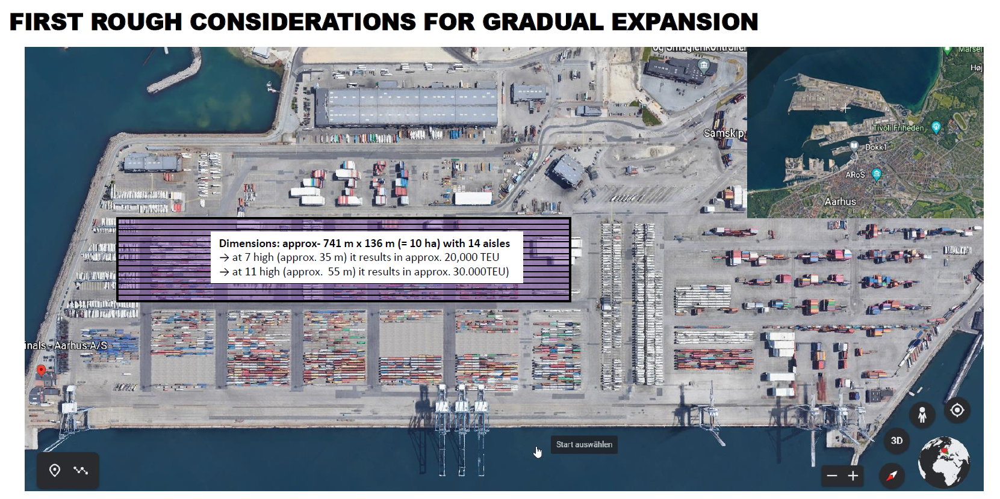 FIRST ROUGH CONSIDERATIONS FOR GRADUAL EXPANSION
og Smuglerikontrollen
Marsel
Høj
Samskip
Tivoli Friheden
Dokk1
ARoS
Aarhus
Dimensions: approx- 741 m x 136 m (= 10 ha) with 14 aisles
→ at 7 high (approx. 35 m) it results in approx. 20,000 TEU
→ at 11 high (approx.  55 m) it results in approx. 30.000TEU)
inals - Aarhus A/S
Start auswählen
3D